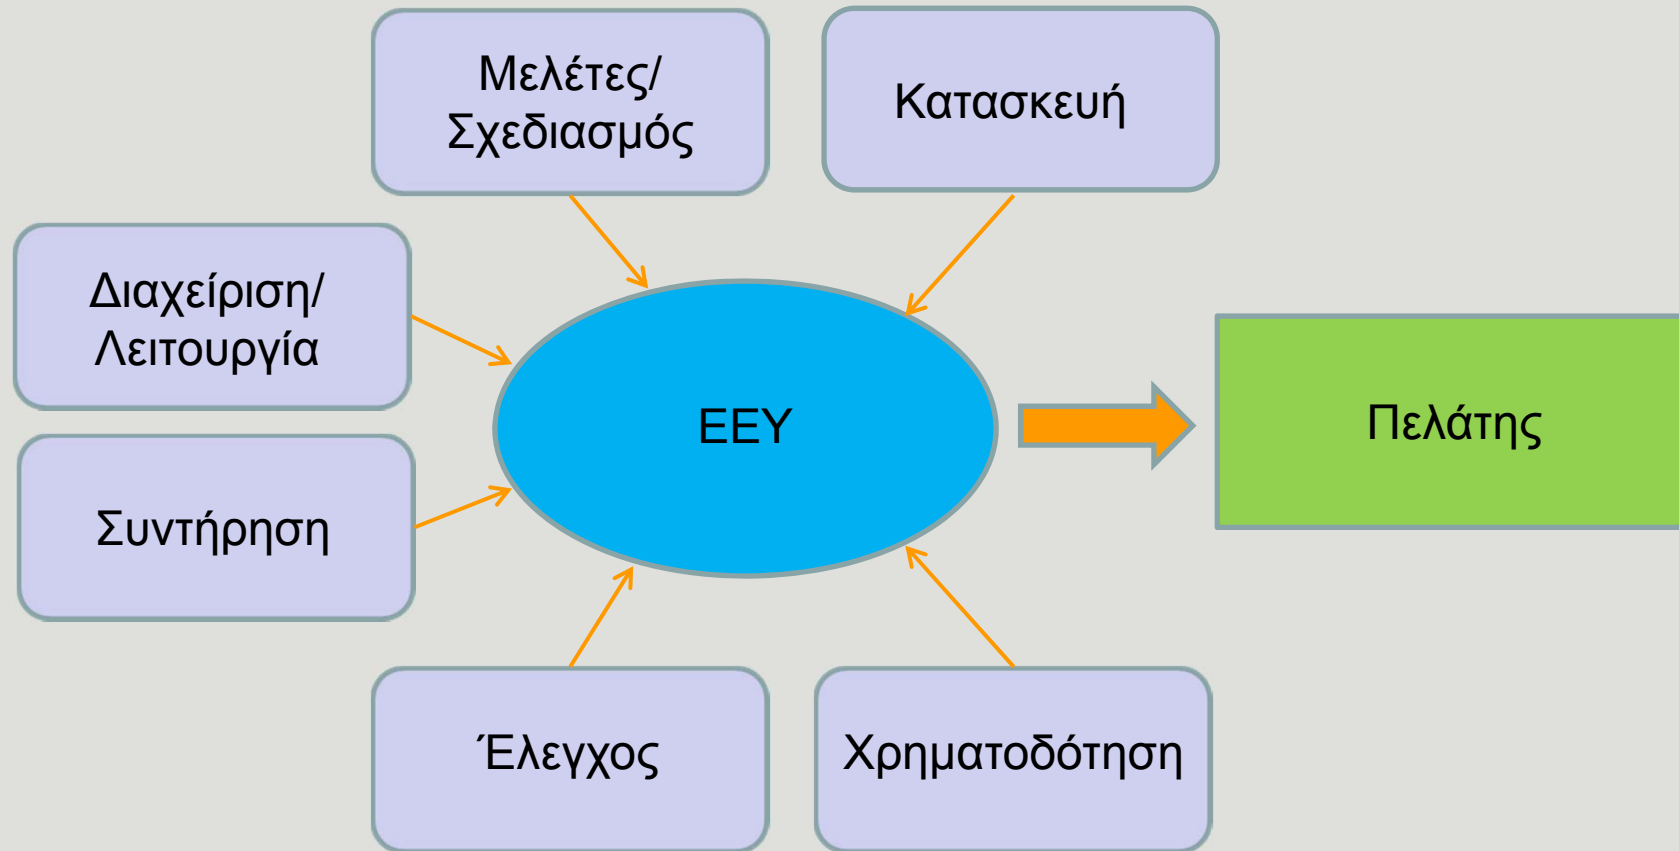 Μελέτες/
Σχεδιασμός
Κατασκευή
Διαχείριση/
Λειτουργία
ΕΕΥ
Πελάτης
Συντήρηση
Έλεγχος
Χρηματοδότηση